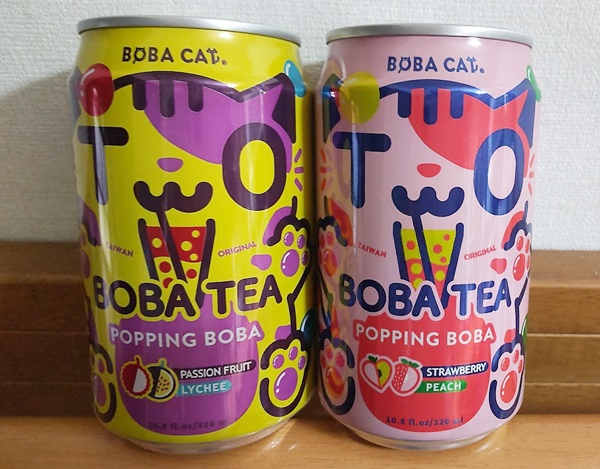 BOBA CAT®
T O
TAIWAN ORIGINAL
BOBA TEA
POPPING BOBA
PASSION FRUIT
LYCHEE
10.8 fl.oz/320 ml
BOBA CAT®
T O
TAIWAN ORIGINAL
BOBA TEA
POPPING BOBA
STRAWBERRY
PEACH
10.8 fl.oz/320 ml